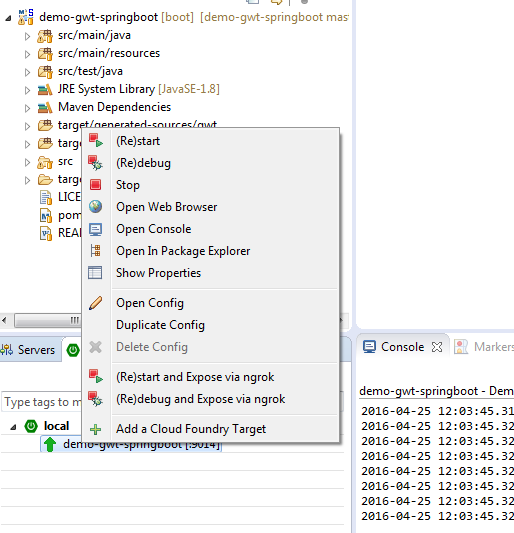 demo-gwt-springboot [boot] [demo-gwt-springboot mas
src/main/java
src/main/resources
src/test/java
JRE System Library [JavaSE-1.8]
Maven Dependencies
target/generated-sources/gwt
targe
src
targe
LICE
pom
REA
(Re)start
(Re)debug
Stop
Open Web Browser
Open Console
Open In Package Explorer
Show Properties
Open Config
Duplicate Config
Delete Config
(Re)start and Expose via ngrok
(Re)debug and Expose via ngrok
Add a Cloud Foundry Target
Servers
Type tags to m
local
demo-gwt-springboot [:9014]
Console
Markers
demo-gwt-springboot - Dem
2016-04-25 12:03:45.31
2016-04-25 12:03:45.32
2016-04-25 12:03:45.32
2016-04-25 12:03:45.32
2016-04-25 12:03:45.32
2016-04-25 12:03:45.32
2016-04-25 12:03:45.32
2016-04-25 12:03:45.32